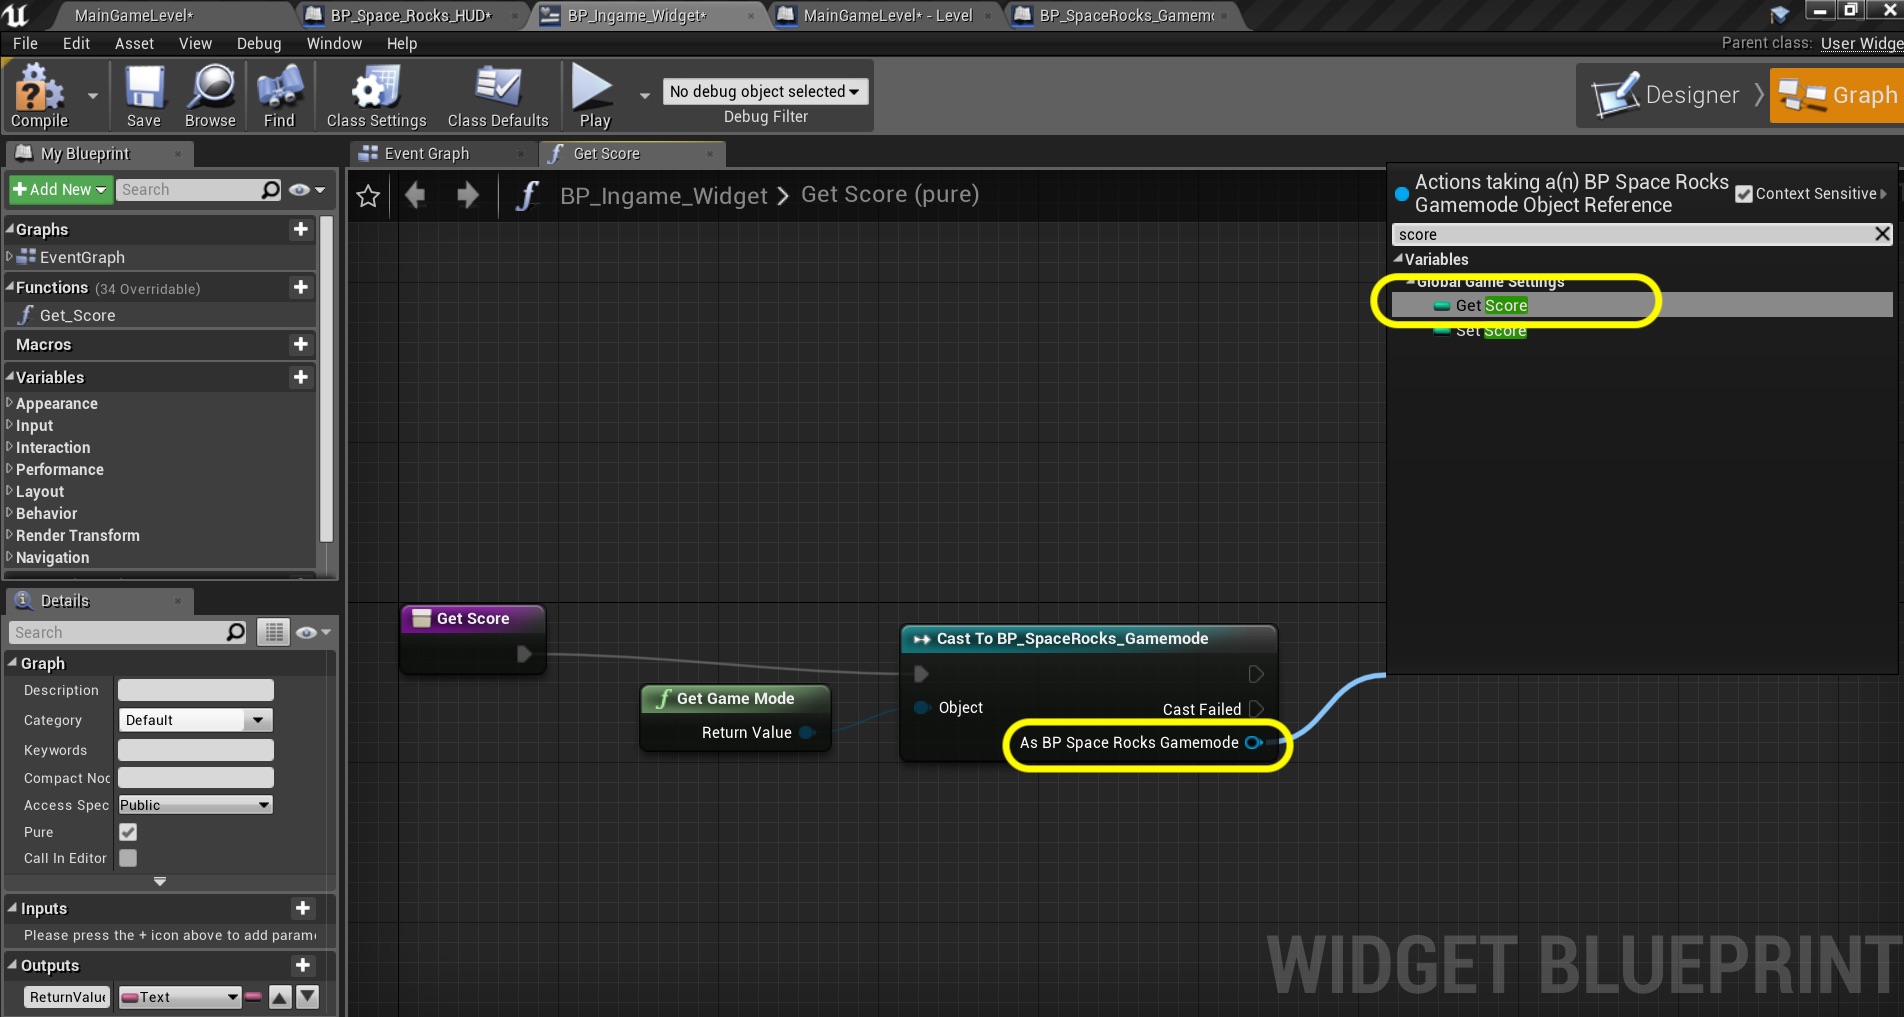 MainGameLevel*
BP_Space_Rocks_HUD*
BP_Ingame_Widget*
MainGameLevel* - Level
BP_SpaceRocks_Gamem
File Edit Asset View Debug Window Help
Parent class: User Widge
Compile
Save
Browse
Find
Class Settings
Class Defaults
Play
No debug object selected
Debug Filter
Designer
Graph
My Blueprint
Add New
Search
Graphs
EventGraph
Functions (34 Overridable)
Get_Score
Macros
Variables
Appearance
Input
Interaction
Performance
Layout
Behavior
Render Transform
Navigation
Details
Search
Graph
Description
Category Default
Keywords
Compact Noc
Access Spec Public
Pure
Call In Editor
Inputs
Please press the + icon above to add param
Outputs
ReturnValu Text
Event Graph
Get Score
BP_Ingame_Widget > Get Score (pure)
Get Score
Get Game Mode
Return Value
Cast To BP_SpaceRocks_Gamemode
Object
Cast Failed
As BP Space Rocks Gamemode
Actions taking a(n) BP Space Rocks
Gamemode Object Reference
Context Sensitive
score
Variables
Global Game Settings
Get Score
Set Score
WIDGET BLUEPRINT